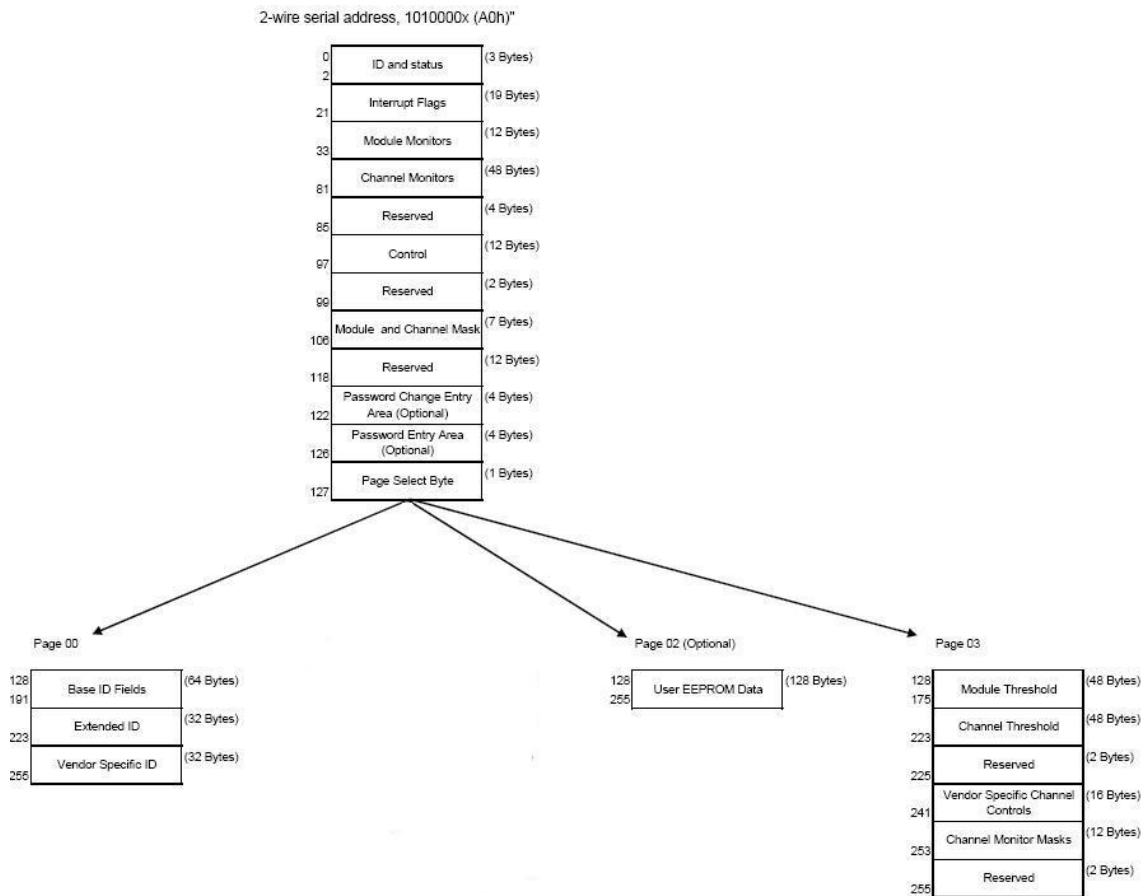 2-wire serial address, 1010000x (A0h)"
0
2
ID and status
(3 Bytes)
21
Interrupt Flags
(19 Bytes)
33
Module Monitors
(12 Bytes)
81
Channel Monitors
(48 Bytes)
85
Reserved
(4 Bytes)
97
Control
(12 Bytes)
99
Reserved
(2 Bytes)
106
Module and Channel Mask
(7 Bytes)
118
Reserved
(12 Bytes)
122
Password Change Entry
Area (Optional)
(4 Bytes)
126
Password Entry Area
(Optional)
(4 Bytes)
127
Page Select Byte
(1 Bytes)
Page 00
128
191
Base ID Fields
(64 Bytes)
223
Extended ID
(32 Bytes)
255
Vendor Specific ID
(32 Bytes)
Page 02 (Optional)
128
255
User EEPROM Data
(128 Bytes)
Page 03
128
175
Module Threshold
(48 Bytes)
223
Channel Threshold
(48 Bytes)
225
Reserved
(2 Bytes)
241
Vendor Specific Channel
Controls
(16 Bytes)
253
Channel Monitor Masks
(12 Bytes)
255
Reserved
(2 Bytes)